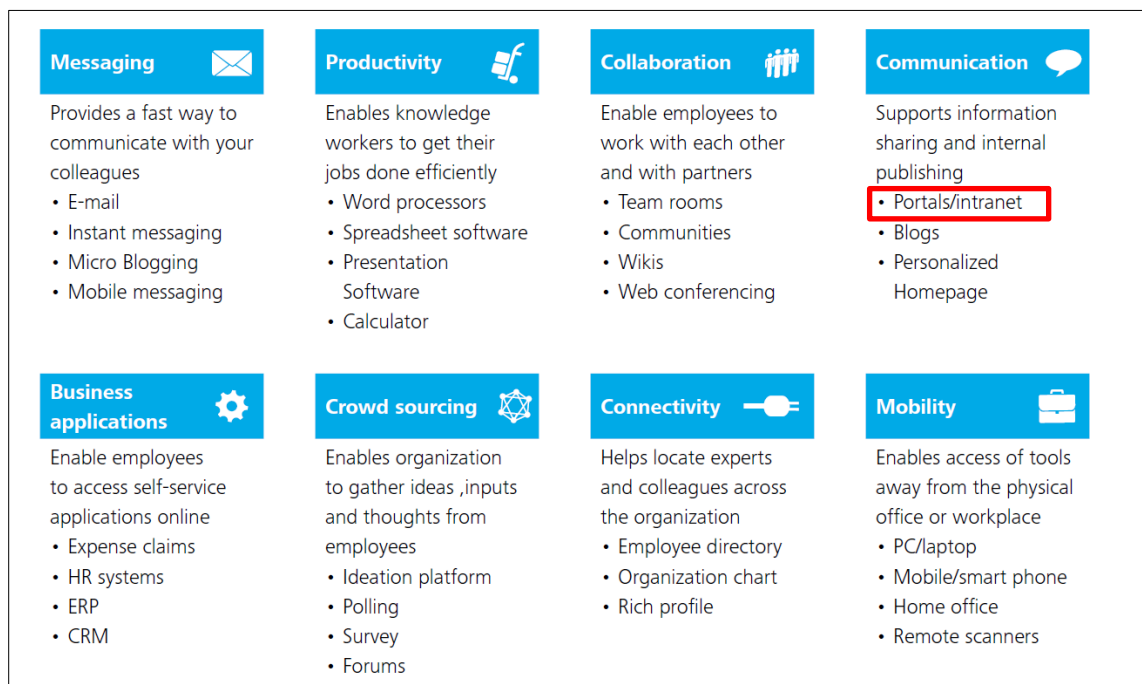 Messaging
Provides a fast way to
communicate with your
colleagues
• E-mail
• Instant messaging
• Micro Blogging
• Mobile messaging
Productivity
Enables knowledge
workers to get their
jobs done efficiently
• Word processors
• Spreadsheet software
• Presentation
Software
• Calculator
Collaboration
Enable employees to
work with each other
and with partners
• Team rooms
• Communities
• Wikis
• Web conferencing
Communication
Supports information
sharing and internal
publishing
• Portals/intranet
• Blogs
• Personalized
Homepage
Business
applications
Enable employees
to access self-service
applications online
• Expense claims
• HR systems
• ERP
• CRM
Crowd sourcing
Enables organization
to gather ideas ,inputs
and thoughts from
employees
• Ideation platform
• Polling
• Survey
• Forums
Connectivity
Helps locate experts
and colleagues across
the organization
• Employee directory
• Organization chart
• Rich profile
Mobility
Enables access of tools
away from the physical
office or workplace
• PC/laptop
• Mobile/smart phone
• Home office
• Remote scanners